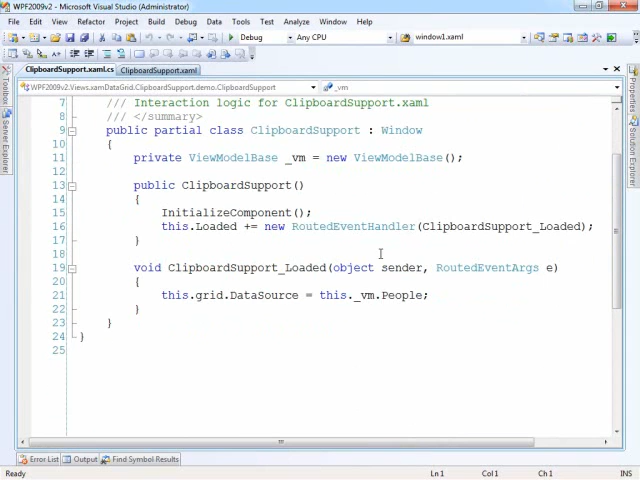 WPF2009v2 - Microsoft Visual Studio (Administrator)
File Edit View Refactor Project Build Debug Data Tools Test Analyze Window Help
Debug Any CPU window1.xaml
ClipboardSupport.xaml.cs ClipboardSupport.xaml
WPF2009v2.Views.xamDataGrid.ClipboardSupport.demo.ClipboardSupport _vm
7 /// Interaction logic for ClipboardSupport.xaml
8 /// </summary>
9 public partial class ClipboardSupport : Window
10 {
11 private ViewModelBase _vm = new ViewModelBase();
12
13 public ClipboardSupport()
14 {
15 InitializeComponent();
16 this.Loaded += new RoutedEventHandler(ClipboardSupport_Loaded);
17 }
18
19 void ClipboardSupport_Loaded(object sender, RoutedEventArgs e)
20 {
21 this.grid.DataSource = this._vm.People;
22 }
23 }
24 }
25
Toolbox
Server Explorer
Properties
Solution Explorer
Error List Output Find Symbol Results
Ready Ln 1 Col 1 Ch 1 INS